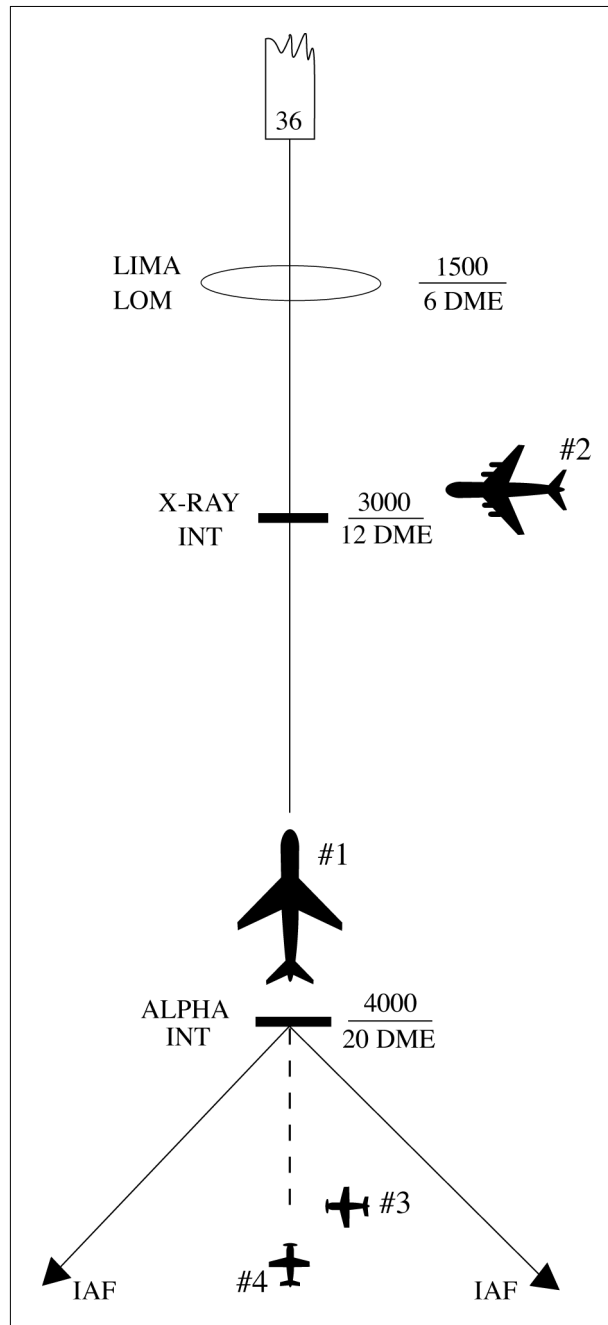 36
LIMA
LOM
1500
6 DME
#2
X-RAY
INT
3000
12 DME
#1
ALPHA
INT
4000
20 DME
#3
#4
IAF
IAF